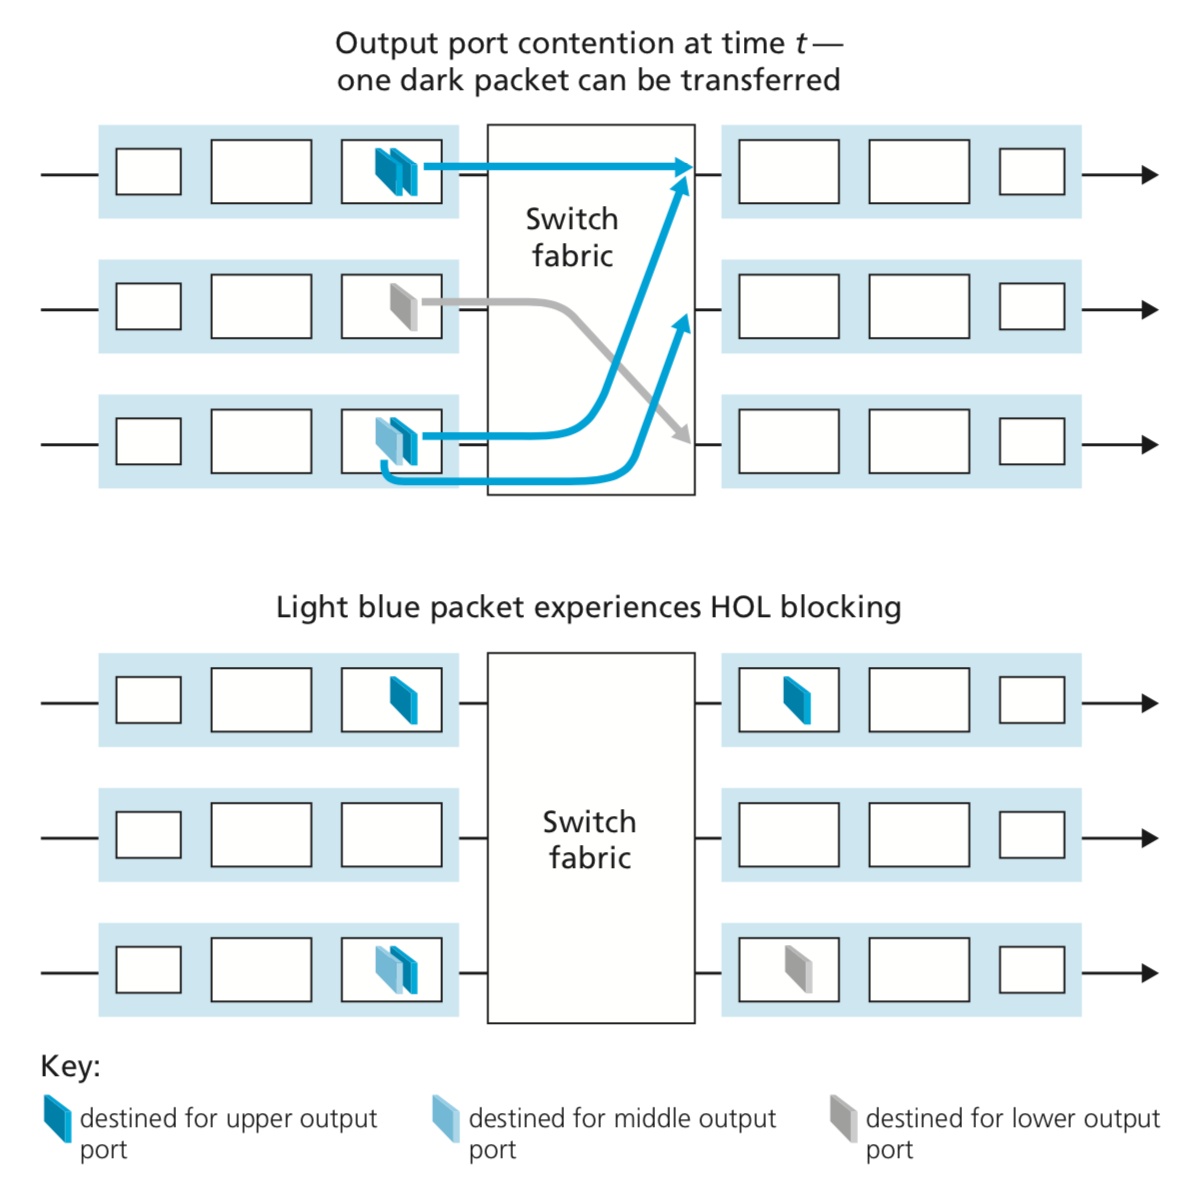 Output port contention at time t—
one dark packet can be transferred
Switch
fabric
Light blue packet experiences HOL blocking
Switch
fabric
Key:
destined for upper output
port
destined for middle output
port
destined for lower output
port